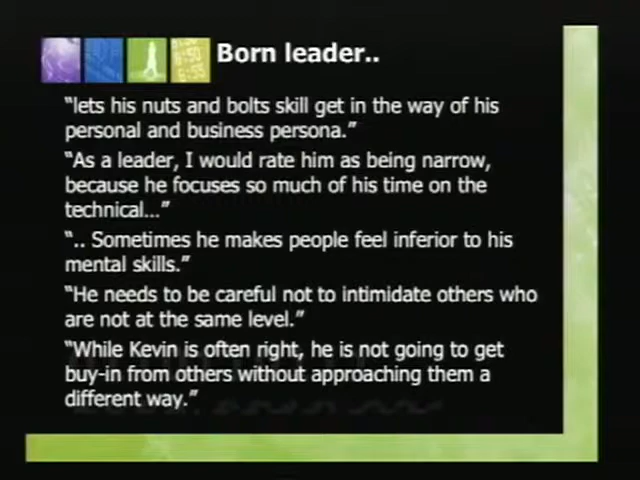 Born leader..
"lets his nuts and bolts skill get in the way of his
personal and business persona."
"As a leader, I would rate him as being narrow,
because he focuses so much of his time on the
technical..."
".. Sometimes he makes people feel inferior to his
mental skills."
"He needs to be careful not to intimidate others who
are not at the same level."
"While Kevin is often right, he is not going to get
buy-in from others without approaching them a
different way."